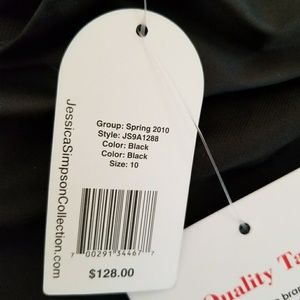 JessicaSimpsonCollection.com
Group: Spring 2010
Style: JS9A1288
Color: Black
Color: Black
Size: 10
7 00291 34467 7
$128.00
Quality